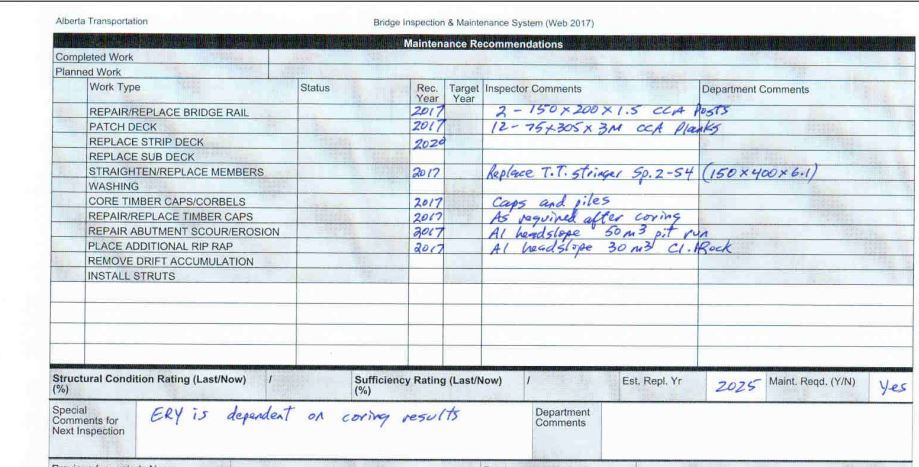 Alberta Transportation Bridge Inspection & Maintenance System (Web 2017)
Maintenance Recommendations
Completed Work
Planned Work
Work Type Status Rec. Year Target Year Inspector Comments Department Comments
REPAIR/REPLACE BRIDGE RAIL 2017 2 - 150 x 200 x 1.5 CCA Posts
PATCH DECK 2017 12 - 75 x 305 x 3M CCA Planks
REPLACE STRIP DECK 2020
REPLACE SUB DECK
STRAIGHTEN/REPLACE MEMBERS 2017 Replace T.T. stringer Sp.2-S4 (150 x 400 x 6.1)
WASHING
CORE TIMBER CAPS/CORBELS 2017 Caps and piles
REPAIR/REPLACE TIMBER CAPS 2017 As required after coring
REPAIR ABUTMENT SCOUR/EROSION 2017 A1 headslope 50 m3 pit run
PLACE ADDITIONAL RIP RAP 2017 A1 headslope 30 m3 Cl. 1 Rock
REMOVE DRIFT ACCUMULATION
INSTALL STRUTS
Structural Condition Rating (Last/Now) (%) / Sufficiency Rating (Last/Now) (%) / Est. Repl. Yr 2025 Maint. Reqd. (Y/N) Yes
Special Comments for Next Inspection ERY is dependent on coring results Department Comments